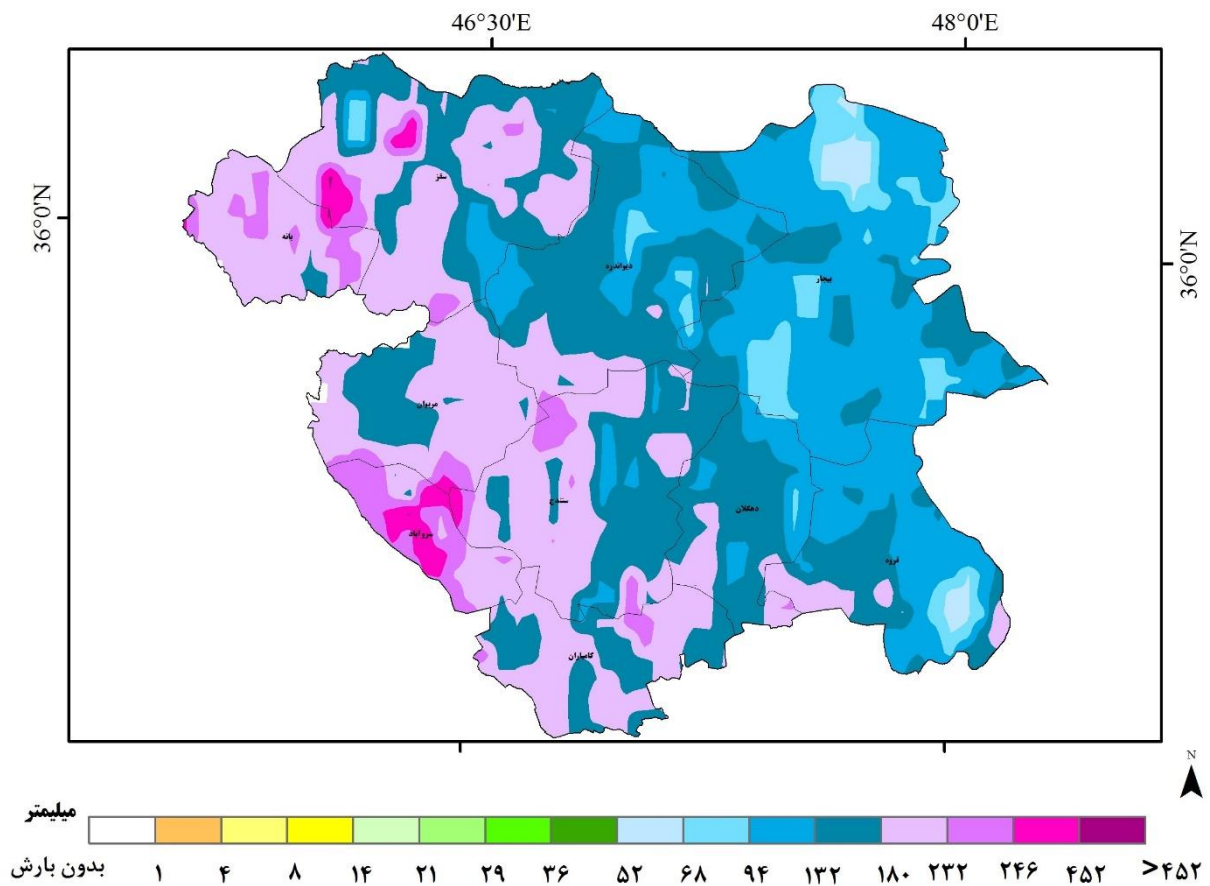 46°30'E 48°0'E
36°0'N 36°0'N
سقز
بانه
دیواندره
بیجار
مریوان
سنندج
دهگلان
سروآباد
قروه
کامیاران
N
میلیمتر
بدون بارش ۱ ۴ ۸ ۱۴ ۲۱ ۲۹ ۳۶ ۵۲ ۶۸ ۹۴ ۱۳۲ ۱۸۰ ۲۳۲ ۲۴۶ ۴۵۲ >۴۵۲